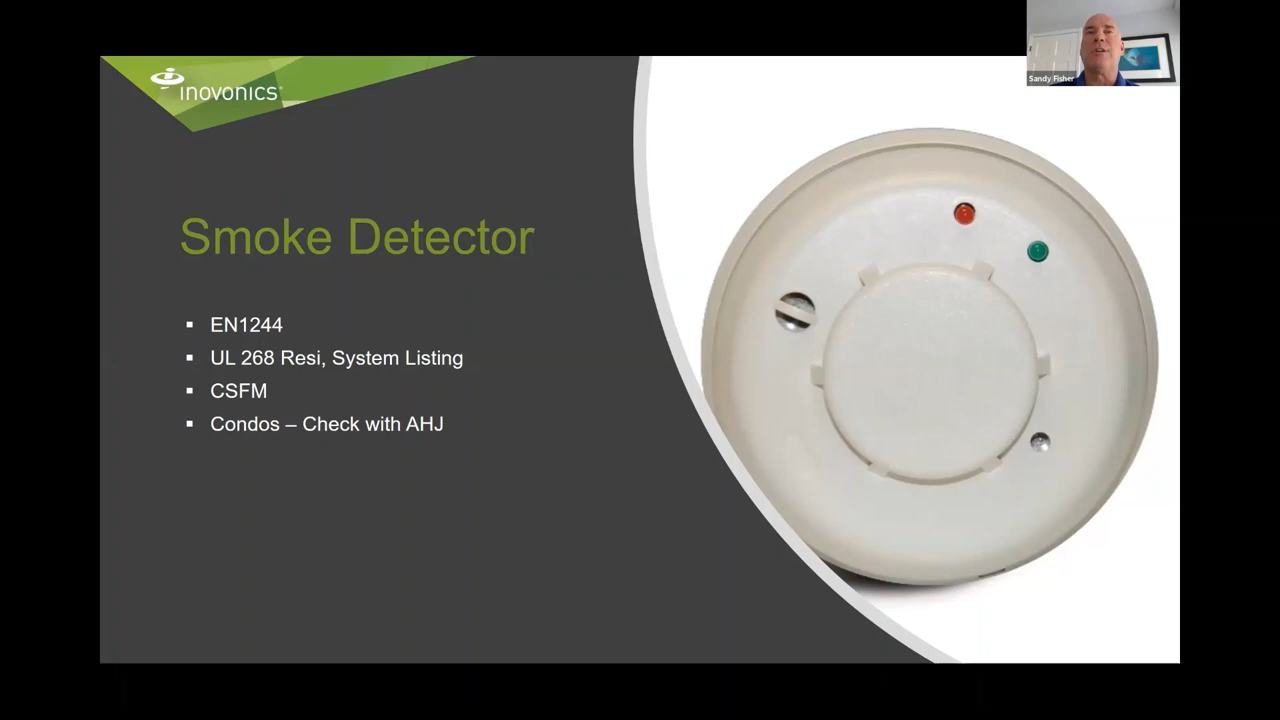 inovonics
Sandy Fisher
Smoke Detector
EN1244
UL 268 Resi, System Listing
CSFM
Condos – Check with AHJ